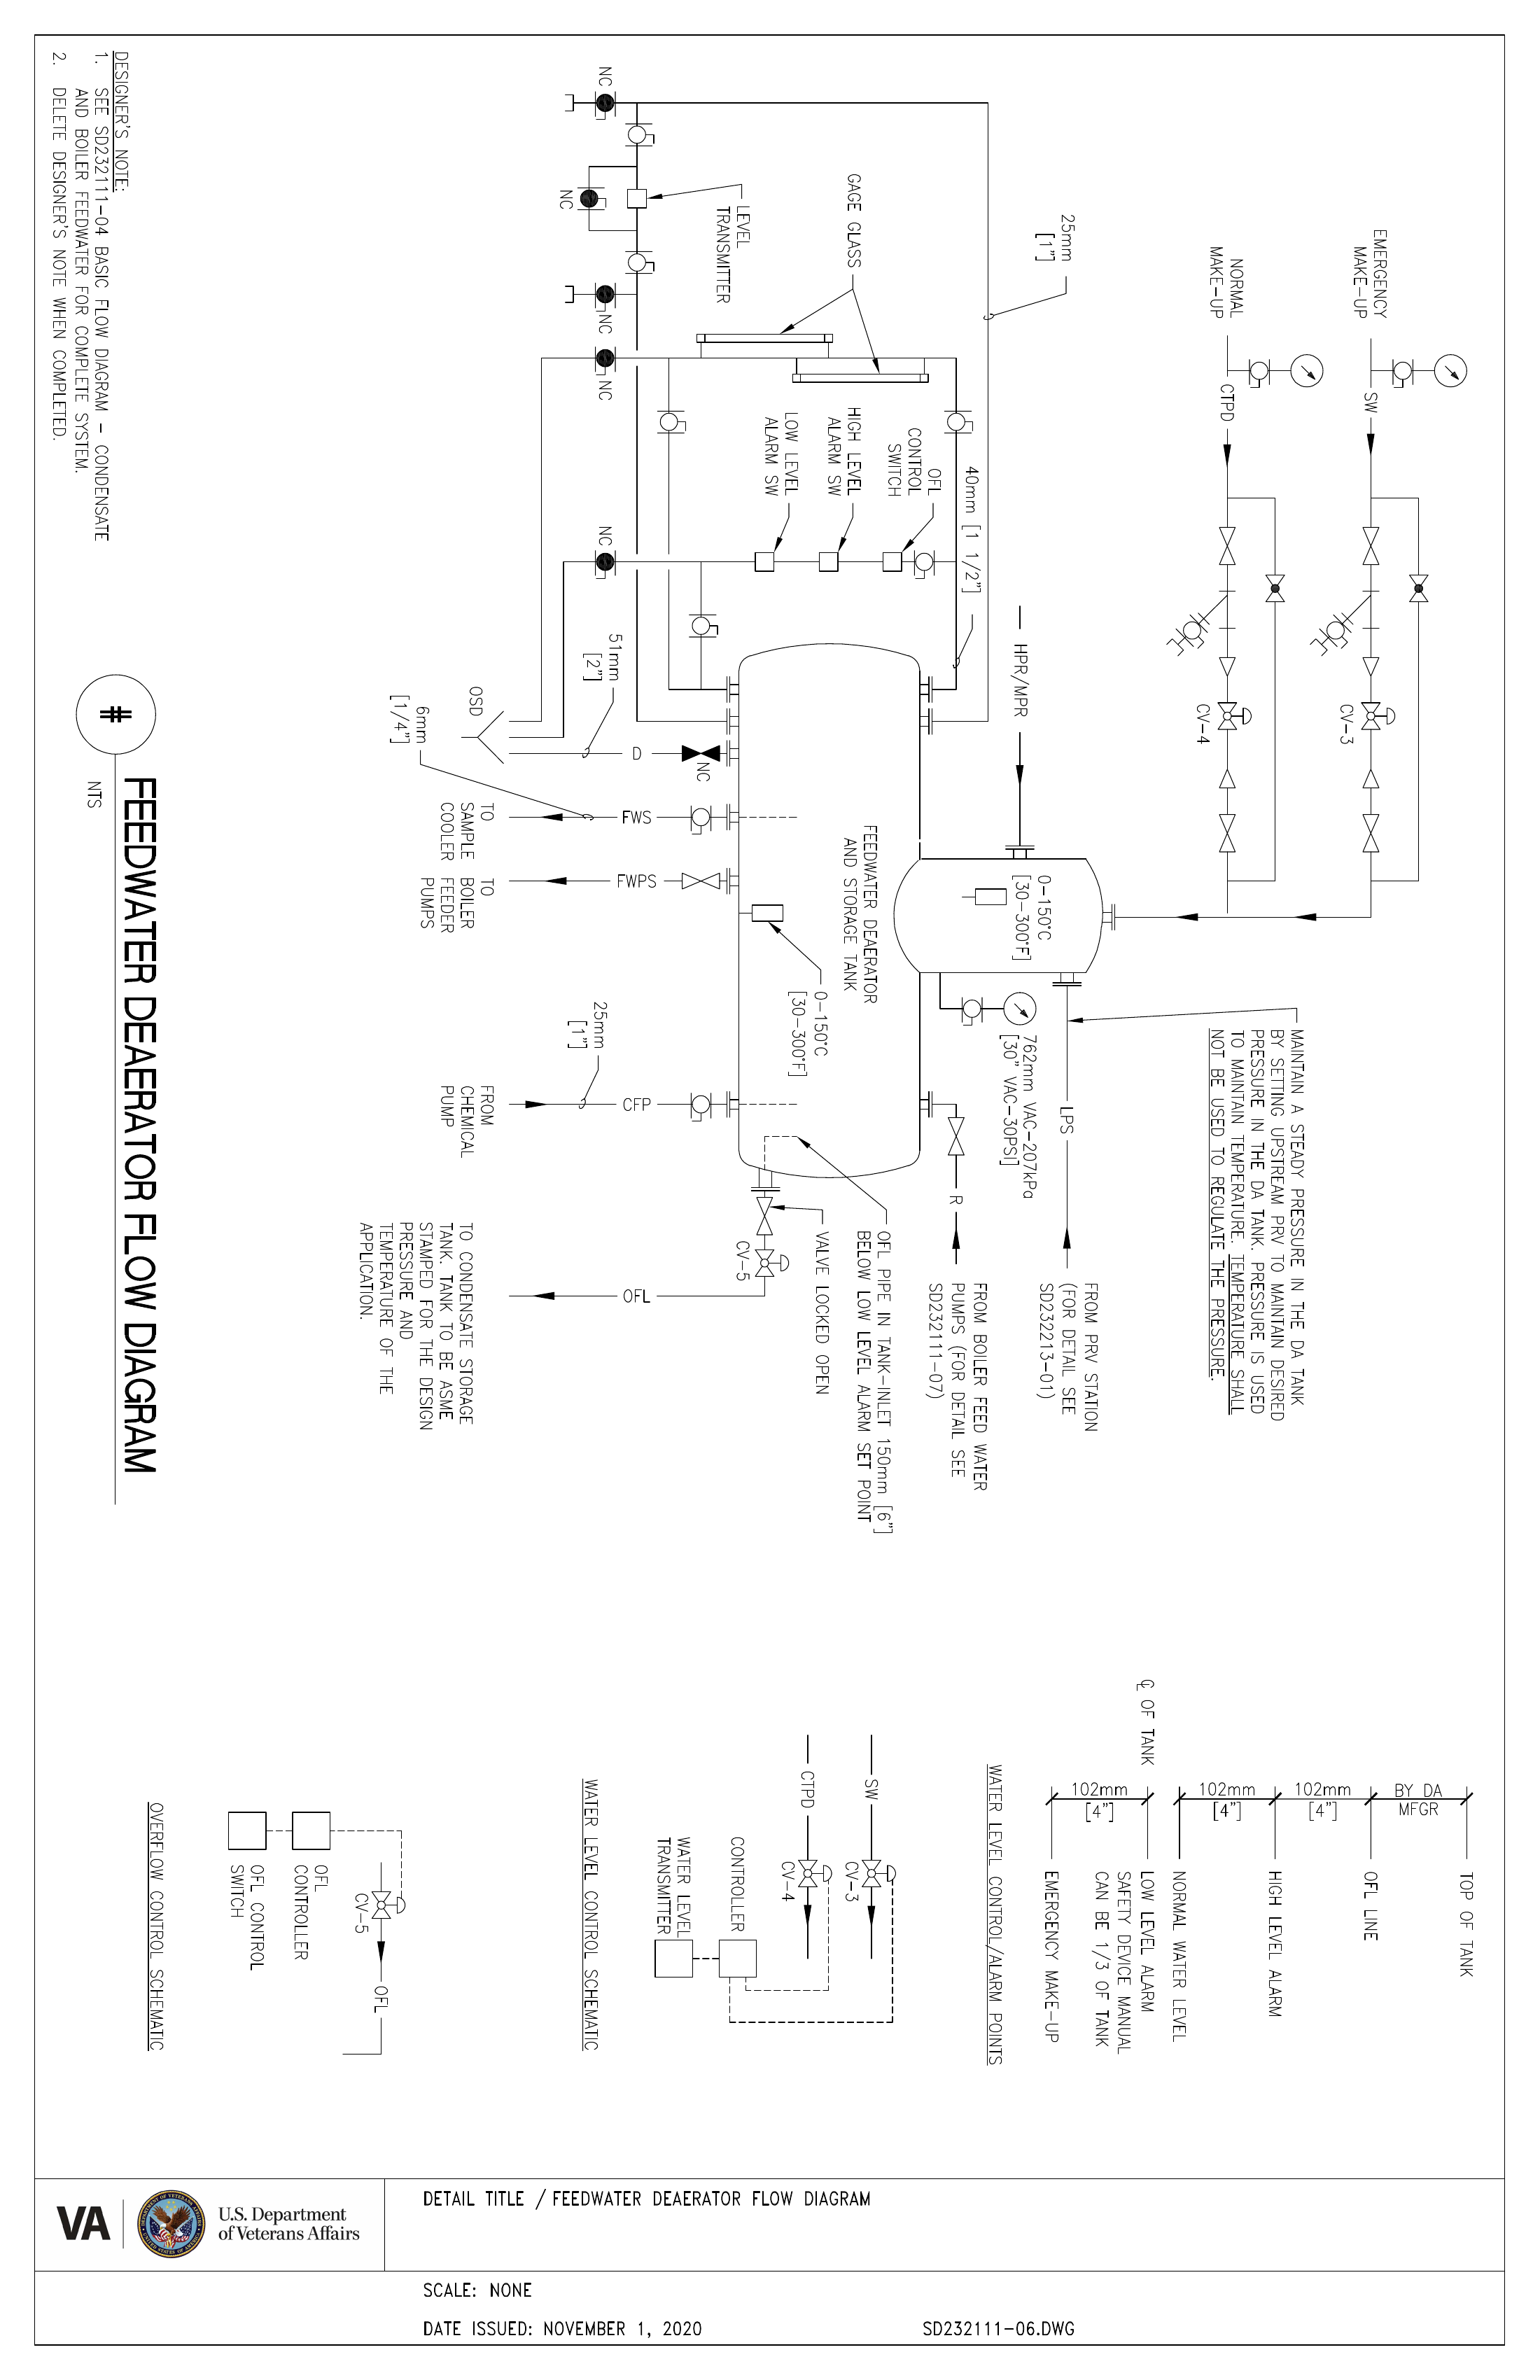 EMERGENCY
MAKE-UP
SW
CV-3
NORMAL
MAKE-UP
CTPD
CV-4
25mm
[1"]
GAGE GLASS
LEVEL
TRANSMITTER
NC
NC
NC
NC
NC
40mm [1 1/2"]
OFL
CONTROL
SWITCH
HIGH LEVEL
ALARM SW
LOW LEVEL
ALARM SW
HPR/MPR
0-150°C
[30-300°F]
MAINTAIN A STEADY PRESSURE IN THE DA TANK
BY SETTING UPSTREAM PRV TO MAINTAIN DESIRED
PRESSURE IN THE DA TANK. PRESSURE IS USED
TO MAINTAIN TEMPERATURE. TEMPERATURE SHALL
NOT BE USED TO REGULATE THE PRESSURE.
LPS
FROM PRV STATION
(FOR DETAIL SEE
SD232213-01)
762mm VAC-207kPa
[30" VAC-30PSI]
R
FROM BOILER FEED WATER
PUMPS (FOR DETAIL SEE
SD232111-07)
FEEDWATER DEAERATOR
AND STORAGE TANK
0-150°C
[30-300°F]
OFL PIPE IN TANK-INLET 150mm [6"]
BELOW LOW LEVEL ALARM SET POINT
VALVE LOCKED OPEN
CV-5
OFL
TO CONDENSATE STORAGE
TANK. TANK TO BE ASME
STAMPED FOR THE DESIGN
PRESSURE AND
TEMPERATURE OF THE
APPLICATION.
51mm
[2"]
NC
D
OSD
6mm
[1/4"]
FWS
TO
SAMPLE
COOLER
FWPS
TO
BOILER
FEEDER
PUMPS
25mm
[1"]
CFP
FROM
CHEMICAL
PUMP
BY DA
MFGR
102mm
[4"]
102mm
[4"]
102mm
[4"]
TOP OF TANK
OFL LINE
HIGH LEVEL ALARM
NORMAL WATER LEVEL
℄ OF TANK
LOW LEVEL ALARM
SAFETY DEVICE MANUAL
CAN BE 1/3 OF TANK
EMERGENCY MAKE-UP
WATER LEVEL CONTROL/ALARM POINTS
SW
CV-3
CTPD
CV-4
CONTROLLER
WATER LEVEL
TRANSMITTER
WATER LEVEL CONTROL SCHEMATIC
CV-5
OFL
OFL
CONTROLLER
OFL CONTROL
SWITCH
OVERFLOW CONTROL SCHEMATIC
DESIGNER'S NOTE:
1. SEE SD232111-04 BASIC FLOW DIAGRAM - CONDENSATE
AND BOILER FEEDWATER FOR COMPLETE SYSTEM.
2. DELETE DESIGNER'S NOTE WHEN COMPLETED.
#
FEEDWATER DEAERATOR FLOW DIAGRAM
NTS
VA
U.S. Department
of Veterans Affairs
DETAIL TITLE / FEEDWATER DEAERATOR FLOW DIAGRAM
SCALE: NONE
DATE ISSUED: NOVEMBER 1, 2020
SD232111-06.DWG